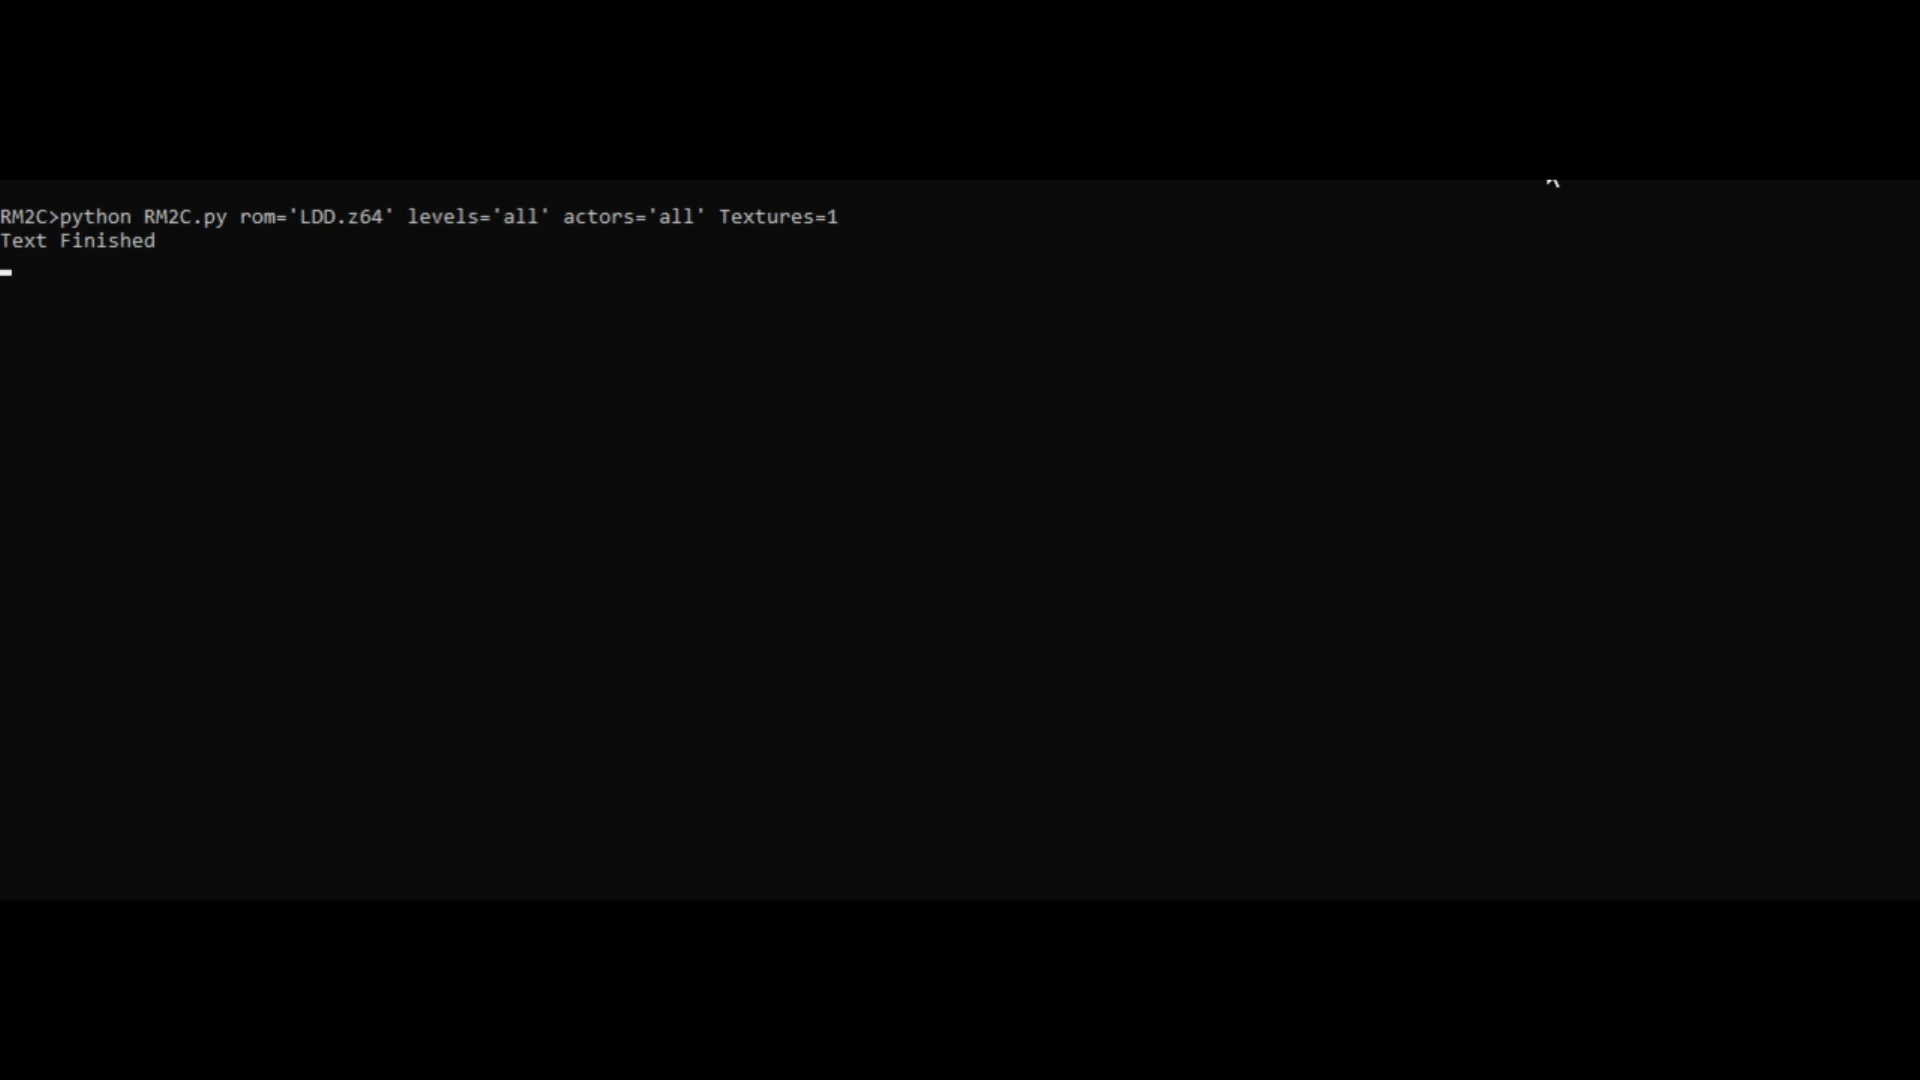 RM2C>python RM2C.py rom='LDD.z64' levels='all' actors='all' Textures=1
Text Finished